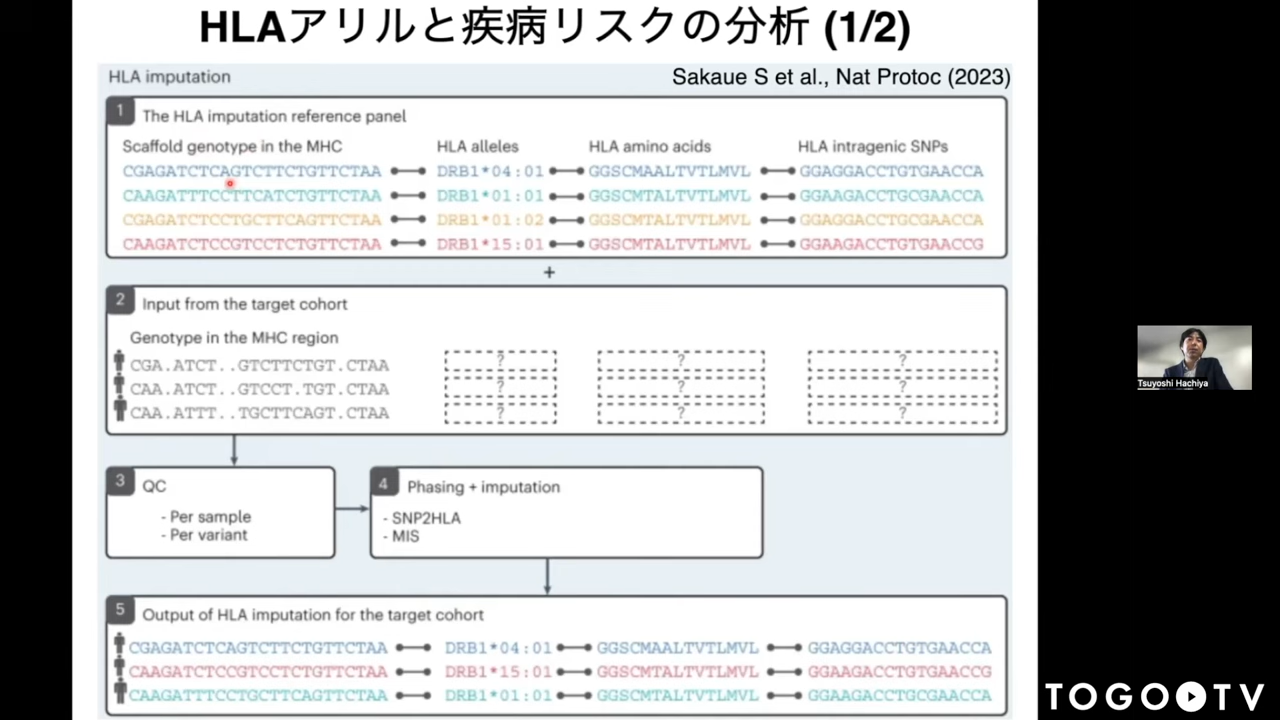 HLAアリルと疾病リスクの分析 (1/2)
HLA imputation
Sakaue S et al., Nat Protoc (2023)
1 The HLA imputation reference panel
Scaffold genotype in the MHC HLA alleles HLA amino acids HLA intragenic SNPs
CGAGATCTCAGTCTTCTGTTCTAA DRB1*04:01 GGSCMAALTVTLMVL GGAGGACCTGTGAACCA
CAAGATTTCCTTCATCTGTTCTAA DRB1*01:01 GGSCMTALTVTLMVL GGAAGACCTGCGAACCA
CGAGATCTCCTGCTTCAGTTCTAA DRB1*01:02 GGSCMTALTVTLMVL GGAGGACCTGCGAACCA
CAAGATCTCCGTCCTCTGTTCTAA DRB1*15:01 GGSCMTALTVTLMVL GGAAGACCTGTGAACCG
+
2 Input from the target cohort
Genotype in the MHC region
CGA.ATCT..GTCTTCTGT.CTAA ? ? ?
CAA.ATCT..GTCCT.TGT.CTAA ? ? ?
CAA.ATTT..TGCTTCAGT.CTAA ? ? ?
3 QC
- Per sample
- Per variant
4 Phasing + imputation
- SNP2HLA
- MIS
5 Output of HLA imputation for the target cohort
CGAGATCTCAGTCTTCTGTTCTAA DRB1*04:01 GGSCMAALTVTLMVL GGAGGACCTGTGAACCA
CAAGATCTCCGTCCTCTGTTCTAA DRB1*15:01 GGSCMTALTVTLMVL GGAAGACCTGTGAACCG
CAAGATTTCCTGCTTCAGTTCTAA DRB1*01:01 GGSCMTALTVTLMVL GGAAGACCTGCGAACCA
Tsuyoshi Hachiya
TOGO TV